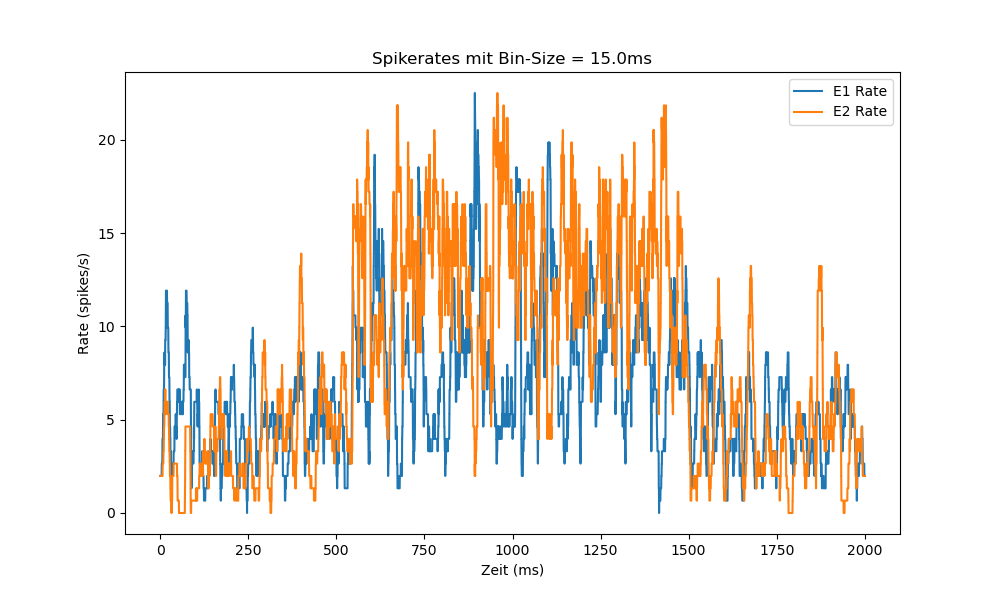 Spikerates mit Bin-Size = 15.0ms
E1 Rate
E2 Rate
20
15
10
5
0
Rate (spikes/s)
0 250 500 750 1000 1250 1500 1750 2000
Zeit (ms)